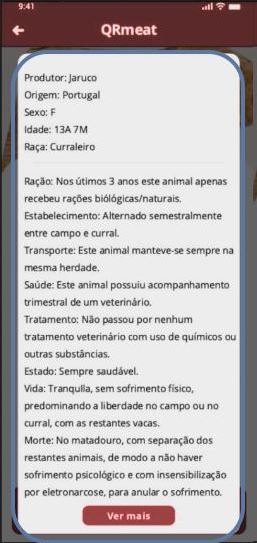 9:41
QRmeat
Produtor: Jaruco
Origem: Portugal
Sexo: F
Idade: 13A 7M
Raça: Curraleiro
Ração: Nos útimos 3 anos este animal apenas
recebeu rações biólógicas/naturais.
Estabelecimento: Alternado semestralmente
entre campo e curral.
Transporte: Este animal manteve-se sempre na
mesma herdade.
Saúde: Este animal possuiu acompanhamento
trimestral de um veterinário.
Tratamento: Não passou por nenhum
tratamento veterinário com uso de químicos ou
outras substâncias.
Estado: Sempre saudável.
Vida: Tranqulla, sem sofrimento físico,
predominando a liberdade no campo ou no
curral, com as restantes vacas.
Morte: No matadouro, com separação dos
restantes animais, de modo a não haver
sofrimento psicológico e com insensibilização
por eletronarcose, para anular o sofrimento.
Ver mais